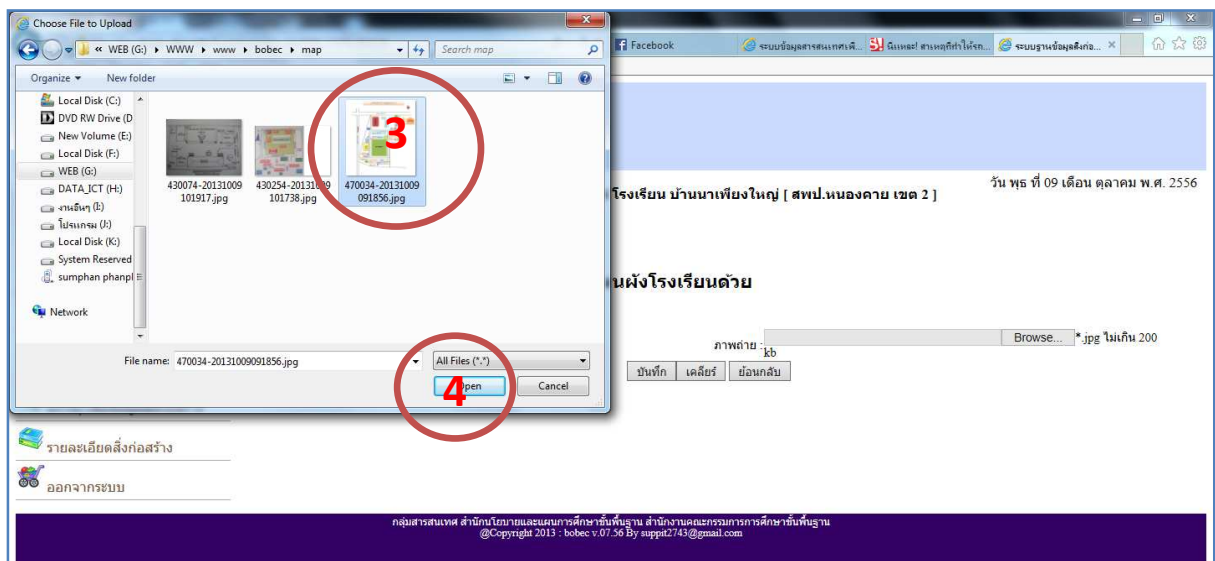 Choose File to Upload
« WEB (G:) ▸ WWW ▸ www ▸ bobec ▸ map
Search map
Organize ▾ New folder
Local Disk (C:)
DVD RW Drive (D
New Volume (E:)
Local Disk (F:)
WEB (G:)
DATA_ICT (H:)
งานอื่นๆ (I:)
โปรแกรม (J:)
Local Disk (K:)
System Reserved
sumphan phanpl
Network
430074-20131009
101917.jpg
430254-20131009
101738.jpg
470034-20131009
091856.jpg
3
File name: 470034-20131009091856.jpg
All Files (*.*)
Open Cancel
4
Facebook
ระบบข้อมูลสารสนเทศเพื่...
นี่เหละ! สาเหตุที่ทำให้รถ...
ระบบฐานข้อมูลสิ่งก่อ...
วัน พุธ ที่ 09 เดือน ตุลาคม พ.ศ. 2556
โรงเรียน บ้านนาเพียงใหญ่ [ สพป.หนองคาย เขต 2 ]
นผังโรงเรียนด้วย
ภาพถ่าย : Browse... *.jpg ไม่เกิน 200
kb
บันทึก เคลียร์ ย้อนกลับ
รายละเอียดสิ่งก่อสร้าง
ออกจากระบบ
กลุ่มสารสนเทศ สำนักนโยบายและแผนการศึกษาขั้นพื้นฐาน สำนักงานคณะกรรมการการศึกษาขั้นพื้นฐาน
@Copyright 2013 : bobec v.07.56 By suppit2743@gmail.com